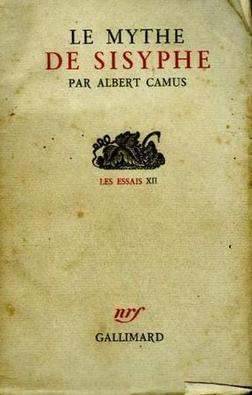 LE MYTHE
DE SISYPHE
PAR ALBERT CAMUS
LES ESSAIS XII
nrf
GALLIMARD